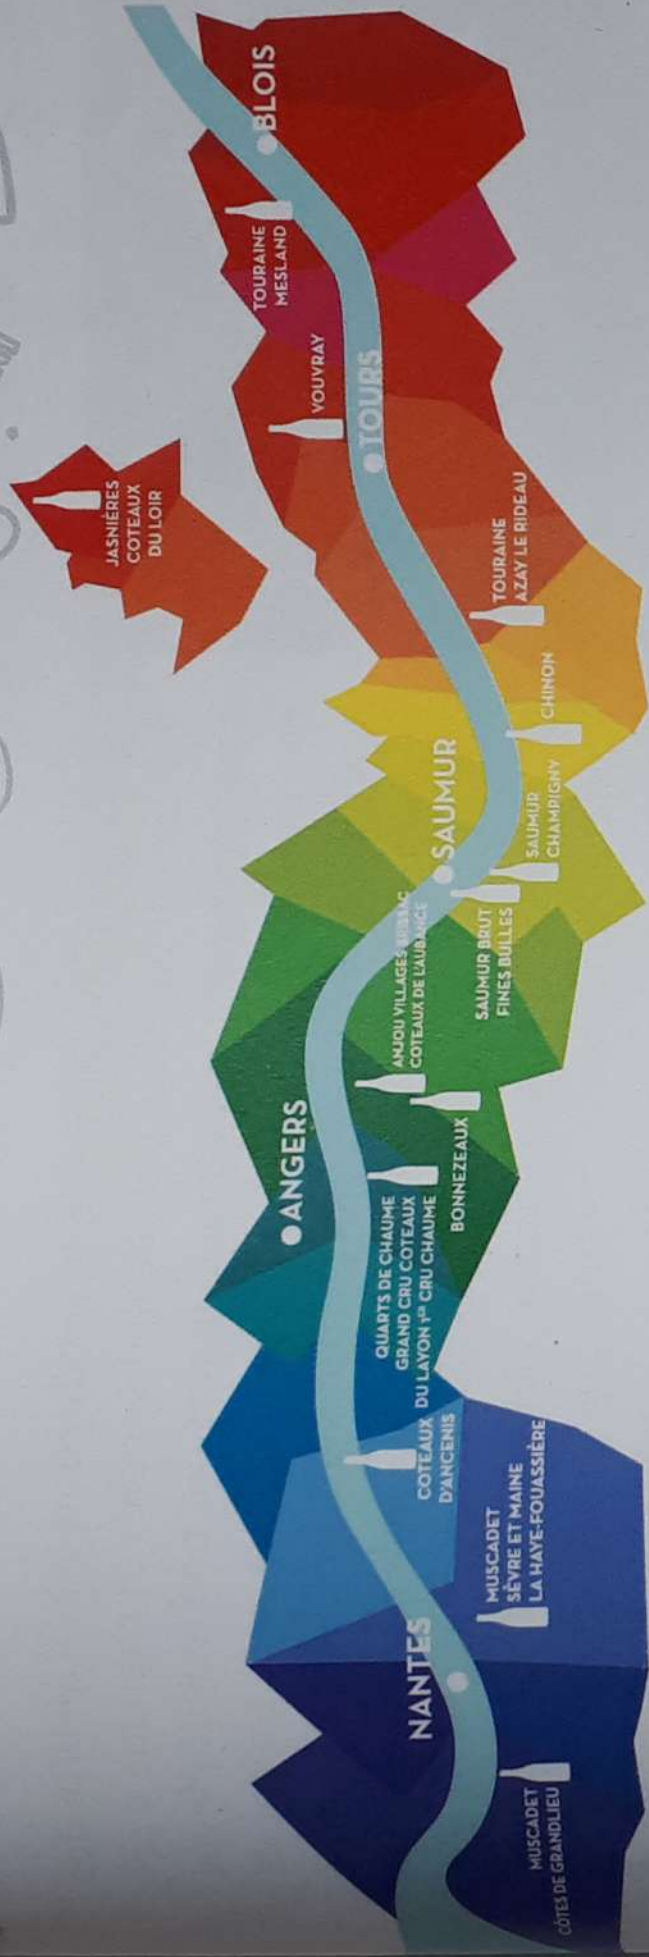 NANTES
ANGERS
SAUMUR
TOURS
BLOIS
MUSCADET
CÔTES DE GRANDLIEU
MUSCADET
SÈVRE ET MAINE
LA HAYE-FOUASSIÈRE
COTEAUX
D'ANCENIS
QUARTS DE CHAUME
GRAND CRU COTEAUX
DU LAYON 1ER CRU CHAUME
BONNEZEAUX
ANJOU VILLAGES BRISSAC
COTEAUX DE L'AUBANCE
SAUMUR BRUT
FINES BULLES
SAUMUR
CHAMPIGNY
CHINON
TOURAINE
AZAY LE RIDEAU
JASNIÈRES
COTEAUX
DU LOIR
VOUVRAY
TOURAINE
MESLAND